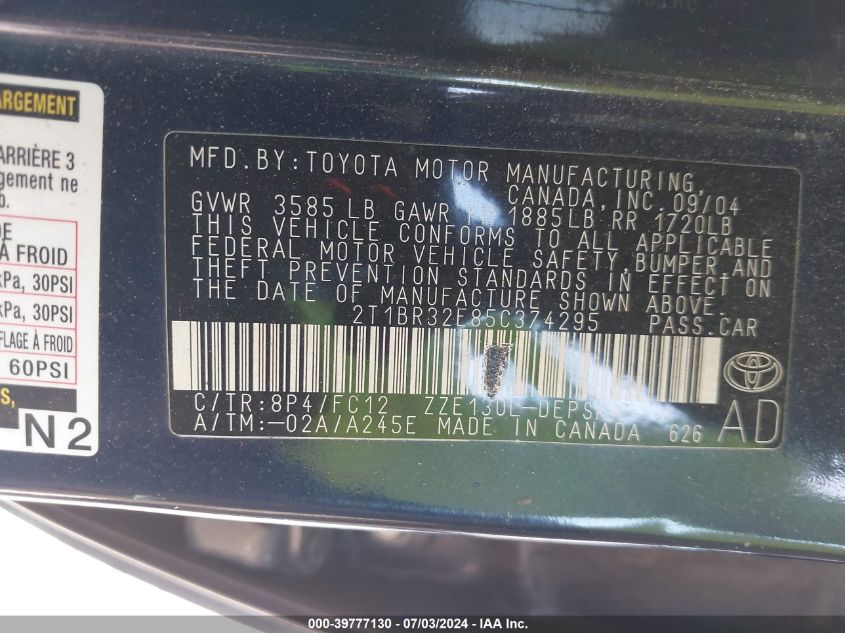 ARGEMENT
ARRIÈRE 3
gement ne
b.
DE
À FROID
kPa, 30PSI
kPa, 30PSI
FLAGE À FROID
60PSI
N2
MFD.BY:TOYOTA MOTOR MANUFACTURING,
CANADA, INC. 09/04
GVWR 3585 LB GAWR 1885LB RR 1720LB
THIS VEHICLE CONFORMS TO ALL APPLICABLE
FEDERAL MOTOR VEHICLE SAFETY, BUMPER, AND
THEFT PREVENTION STANDARDS IN EFFECT ON
THE DATE OF MANUFACTURE SHOWN ABOVE.
2T1BR32E85C374295 PASS.CAR
C/TR:8P4/FC12 ZZE130L-DEPS
A/TM:-02A/A245E MADE IN CANADA 626
AD
000-39777130 - 07/03/2024 - IAA Inc.